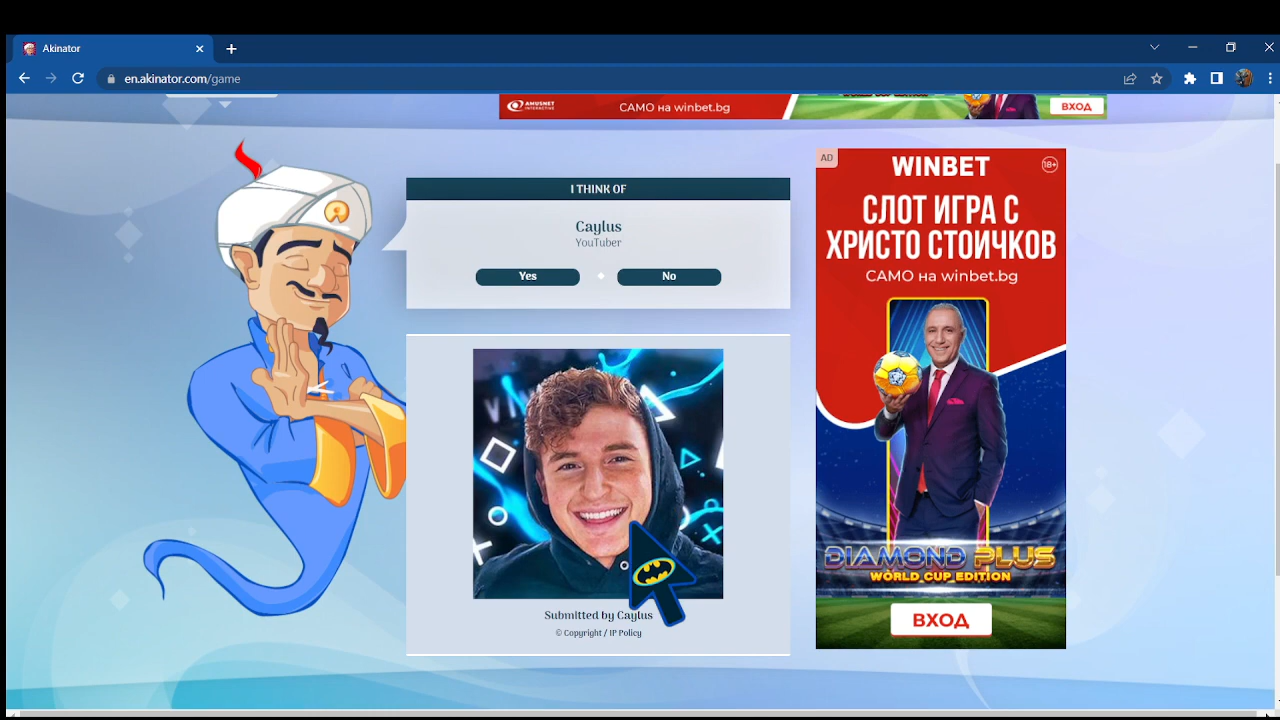 Akinator
en.akinator.com/game
AMUSNET
INTERACTIVE
САМО на winbet.bg
ВХОД
I THINK OF
Caylus
YouTuber
Yes
No
Submitted by Caylus
© Copyright / IP Policy
AD
WINBET
18+
СЛОТ ИГРА С
ХРИСТО СТОИЧКОВ
САМО на winbet.bg
DIAMOND PLUS
WORLD CUP EDITION
ВХОД